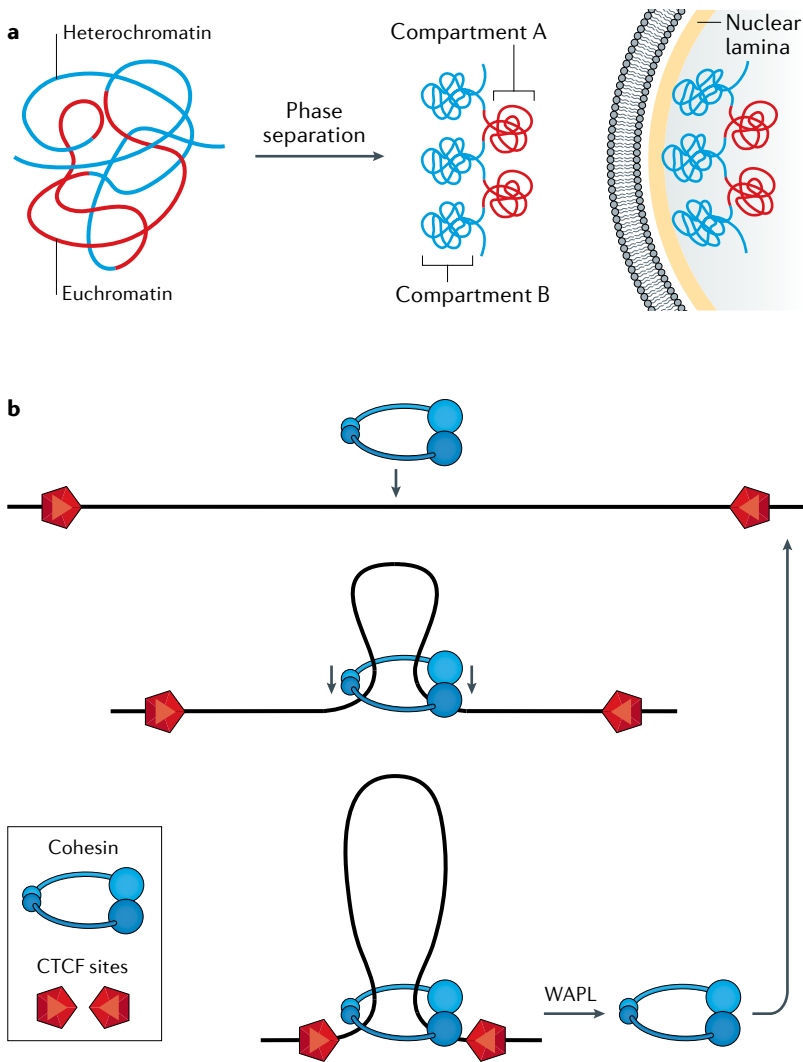 a
Heterochromatin
Euchromatin
Phase
separation
Compartment A
Compartment B
Nuclear
lamina
b
Cohesin
CTCF sites
WAPL